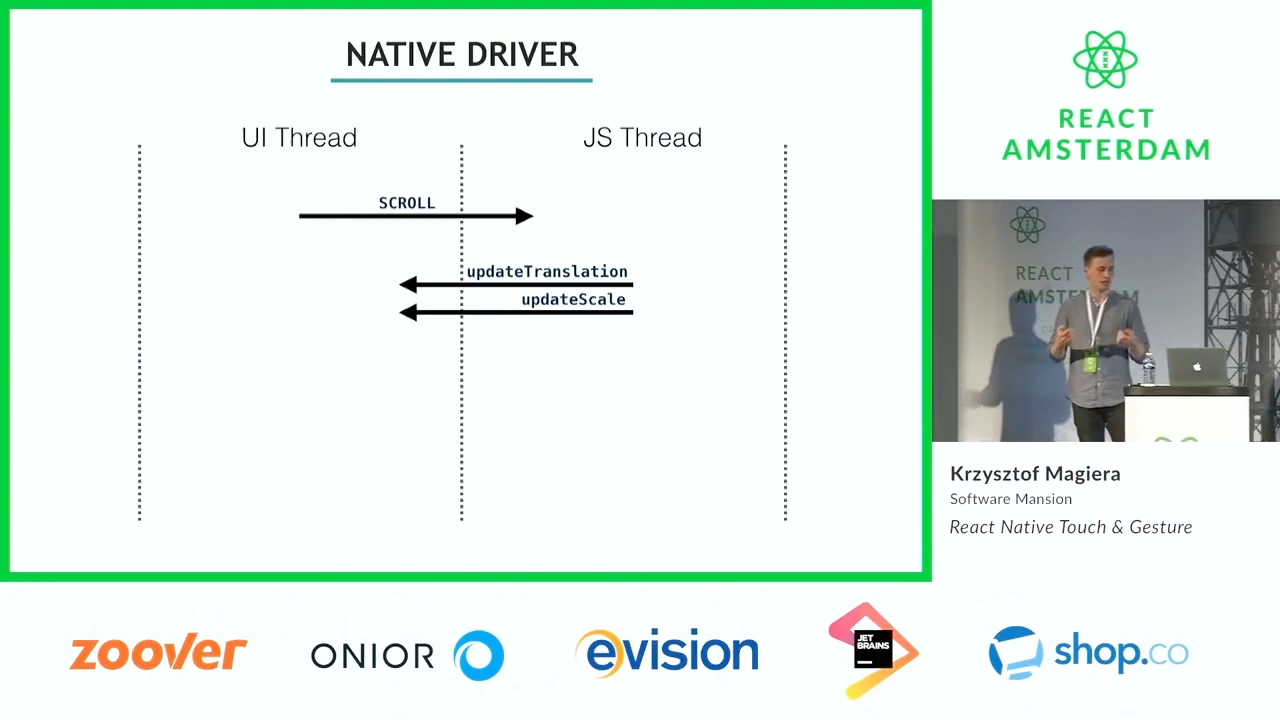 NATIVE DRIVER
UI Thread
JS Thread
SCROLL
updateTranslation
updateScale
REACT
AMSTERDAM
REACT
Krzysztof Magiera
Software Mansion
React Native Touch & Gesture
zoover
ONIOR
evision
JET
BRAINS
shop.co